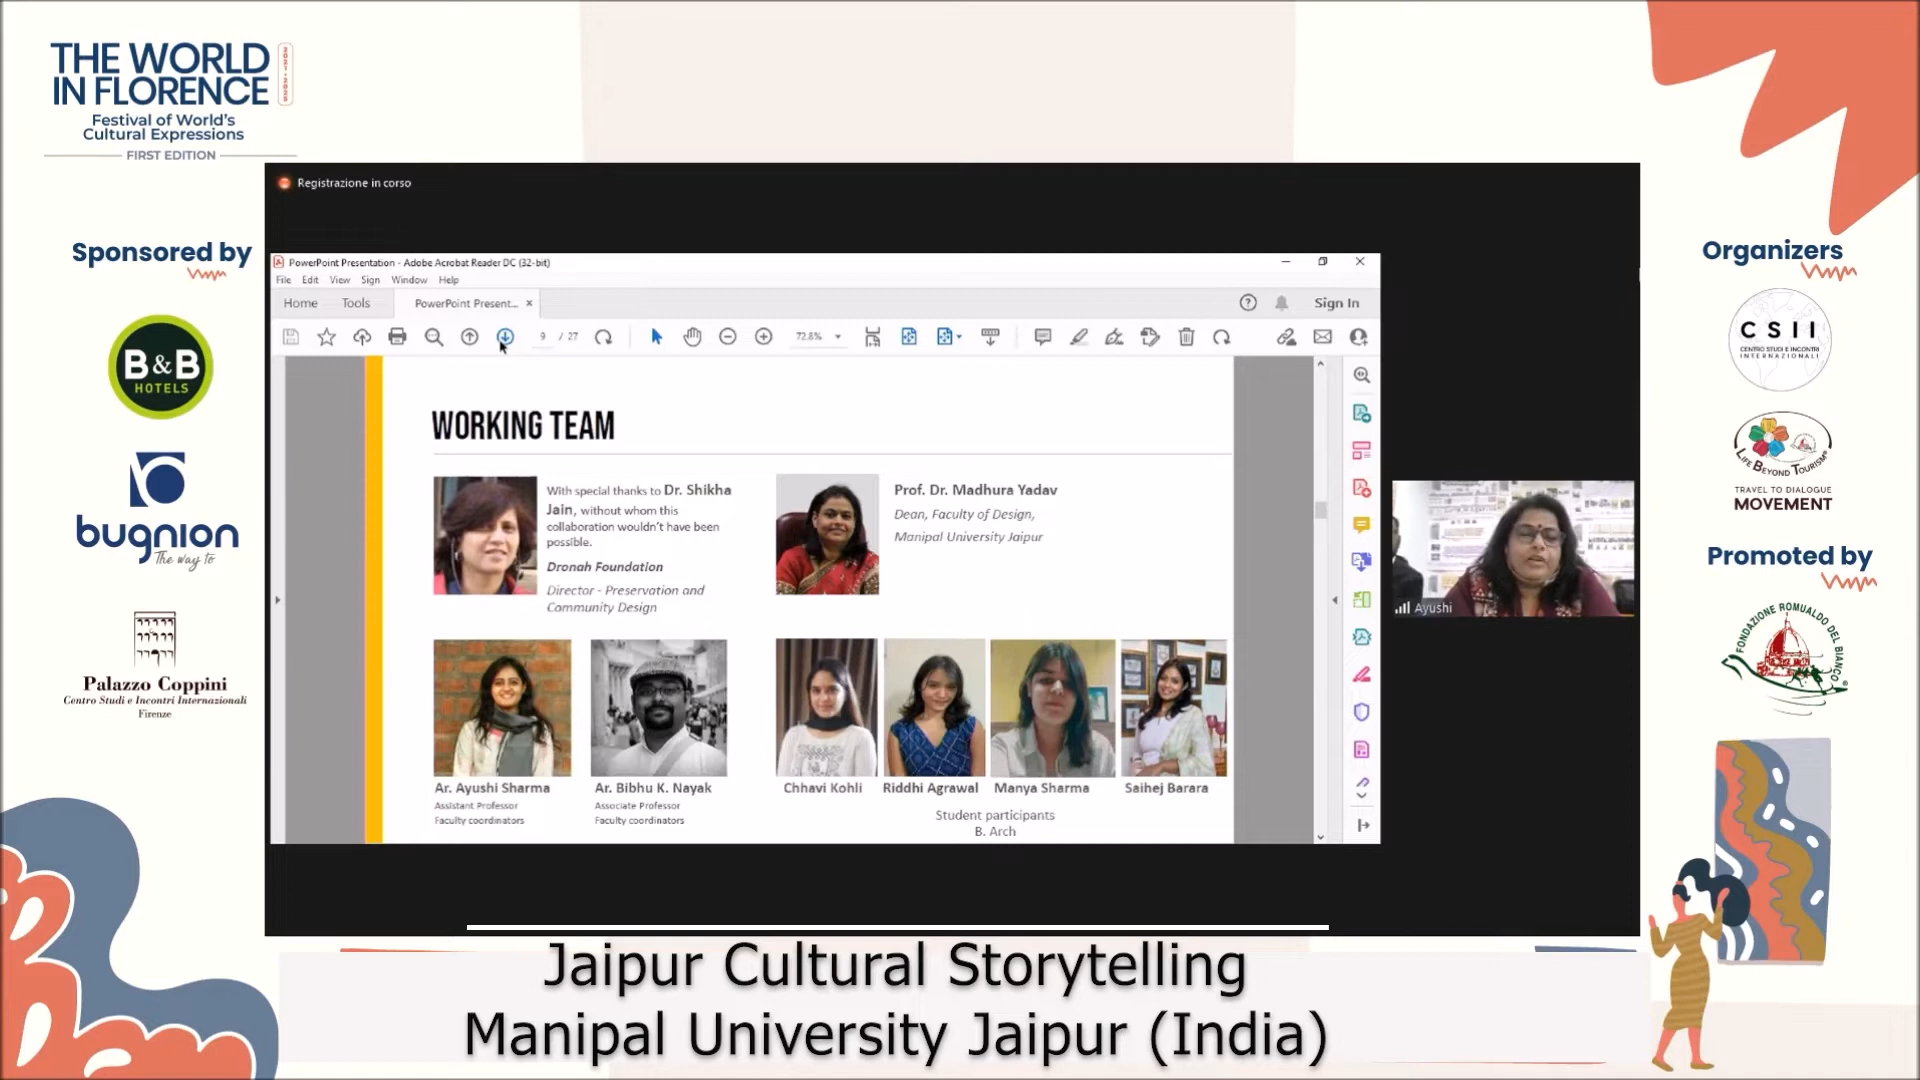 THE WORLD
IN FLORENCE
2021-2025
Festival of World's
Cultural Expressions
FIRST EDITION
Registrazione in corso
Sponsored by
B&B
HOTELS
bugnion
The way to
Palazzo Coppini
Centro Studi e Incontri Internazionali
Firenze
PowerPoint Presentation - Adobe Acrobat Reader DC (32-bit)
File Edit View Sign Window Help
Home Tools PowerPoint Present... × Sign In
9 / 27 72.8%
WORKING TEAM
With special thanks to Dr. Shikha
Jain, without whom this
collaboration wouldn't have been
possible.
Dronah Foundation
Director - Preservation and
Community Design
Prof. Dr. Madhura Yadav
Dean, Faculty of Design,
Manipal University Jaipur
Ar. Ayushi Sharma
Assistant Professor
Faculty coordinators
Ar. Bibhu K. Nayak
Associate Professor
Faculty coordinators
Chhavi Kohli Riddhi Agrawal Manya Sharma Saihej Barara
Student participants
B. Arch
Ayushi
Organizers
CSII
CENTRO STUDI E INCONTRI
INTERNAZIONALI
LIFE BEYOND TOURISM®
TRAVEL TO DIALOGUE
MOVEMENT
Promoted by
FONDAZIONE ROMUALDO DEL BIANCO®
Jaipur Cultural Storytelling
Manipal University Jaipur (India)